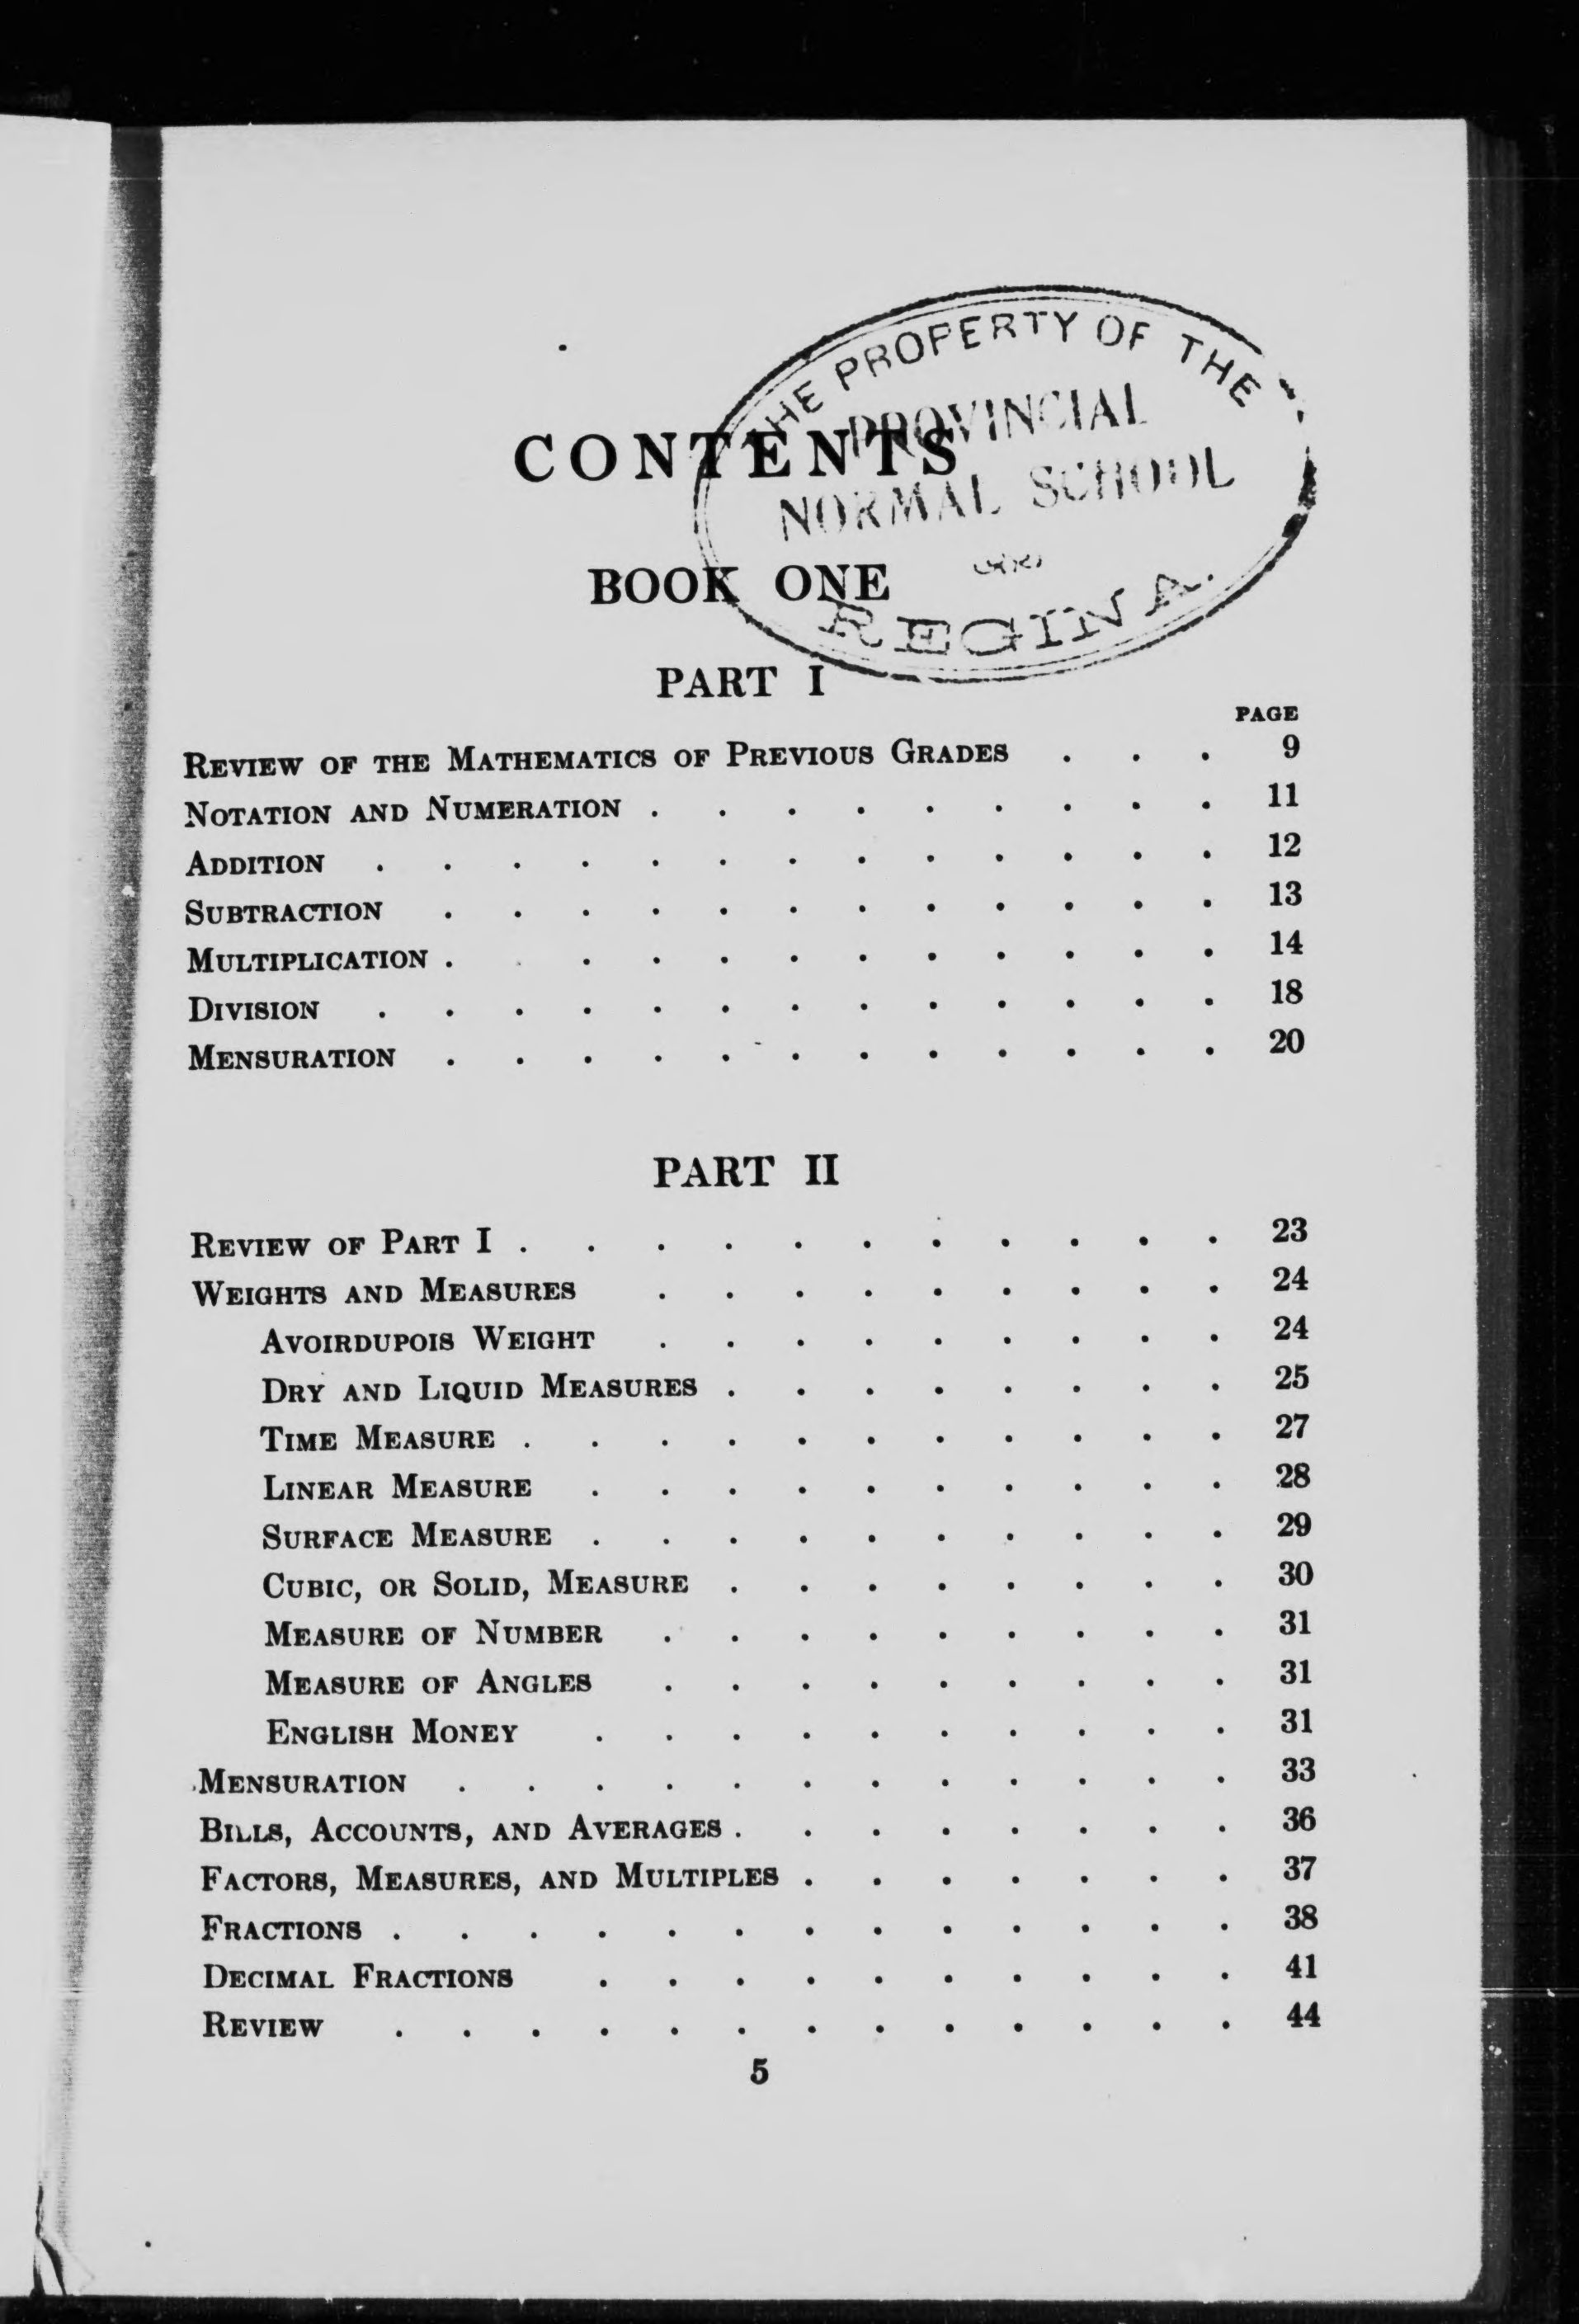 THE PROPERTY OF THE
PROVINCIAL
NORMAL SCHOOL
REGINA.
CONTENTS
BOOK ONE
PART I
PAGE
REVIEW OF THE MATHEMATICS OF PREVIOUS GRADES . . . 9
NOTATION AND NUMERATION . . . . . . . . . 11
ADDITION . . . . . . . . . . . . . 12
SUBTRACTION . . . . . . . . . . . . 13
MULTIPLICATION . . . . . . . . . . . . 14
DIVISION . . . . . . . . . . . . . 18
MENSURATION . . . . . . . . . . . . 20
PART II
REVIEW OF PART I . . . . . . . . . . . 23
WEIGHTS AND MEASURES . . . . . . . . . 24
AVOIRDUPOIS WEIGHT . . . . . . . . . 24
DRY AND LIQUID MEASURES . . . . . . . . 25
TIME MEASURE . . . . . . . . . . . 27
LINEAR MEASURE . . . . . . . . . . 28
SURFACE MEASURE . . . . . . . . . . 29
CUBIC, OR SOLID, MEASURE . . . . . . . . 30
MEASURE OF NUMBER . . . . . . . . . 31
MEASURE OF ANGLES . . . . . . . . . 31
ENGLISH MONEY . . . . . . . . . . 31
MENSURATION . . . . . . . . . . . . 33
BILLS, ACCOUNTS, AND AVERAGES . . . . . . . . 36
FACTORS, MEASURES, AND MULTIPLES . . . . . . . 37
FRACTIONS . . . . . . . . . . . . . 38
DECIMAL FRACTIONS . . . . . . . . . . 41
REVIEW . . . . . . . . . . . . . 44
5